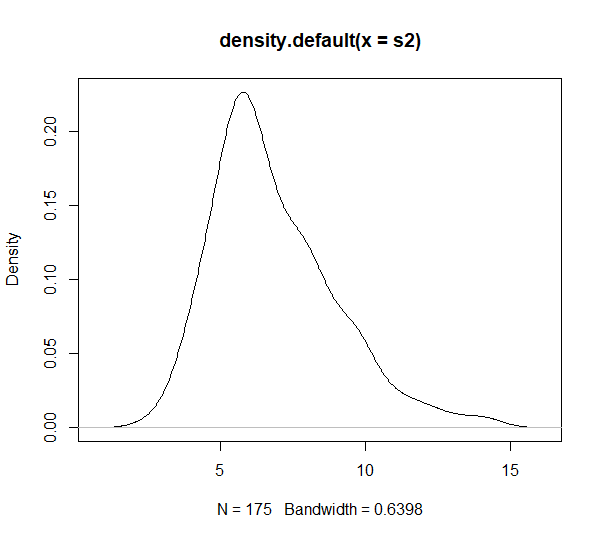 density.default(x = s2)
Density
0.20
0.15
0.10
0.05
0.00
5 10 15
N = 175 Bandwidth = 0.6398